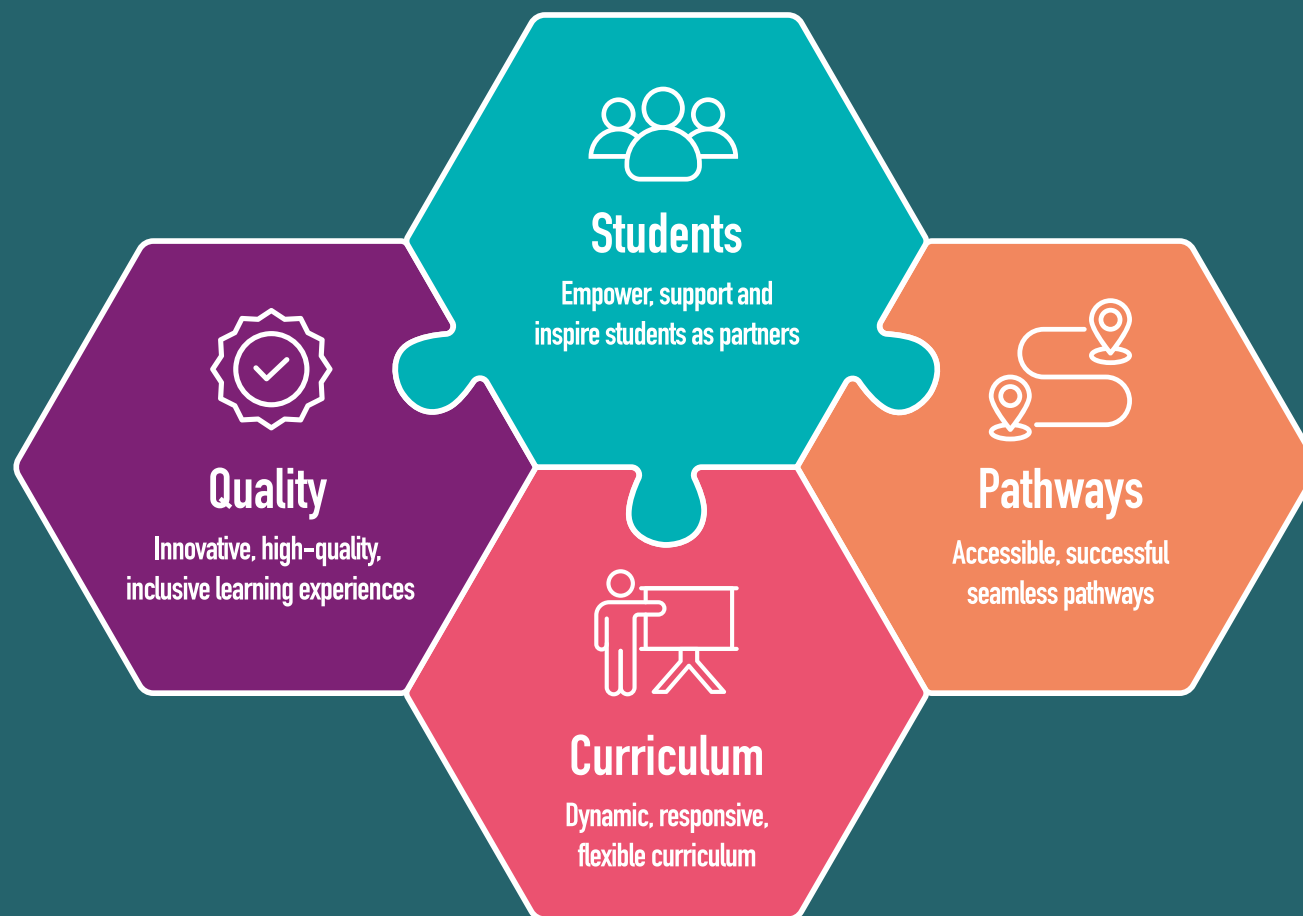 Students
Empower, support and
inspire students as partners
Quality
Innovative, high-quality,
inclusive learning experiences
Pathways
Accessible, successful
seamless pathways
Curriculum
Dynamic, responsive,
flexible curriculum